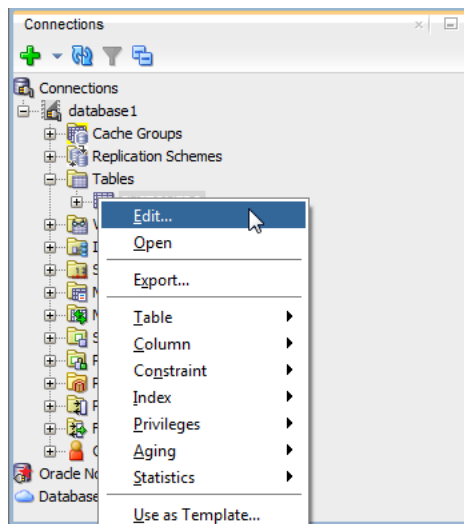 Connections
Connections
database1
Cache Groups
Replication Schemes
Tables
Edit...
Open
Export...
Table
Column
Constraint
Index
Privileges
Aging
Statistics
Oracle No
Database
Use as Template...